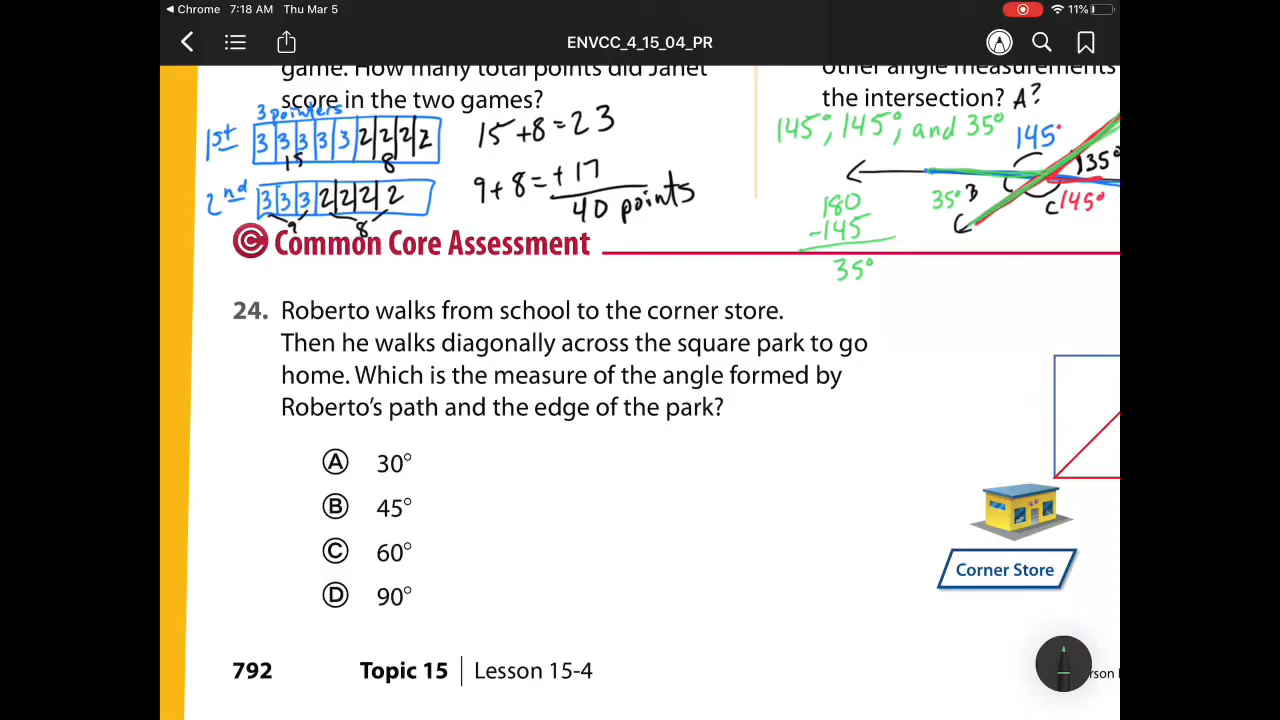 Chrome 7:18 AM Thu Mar 5 11%
ENVCC_4_15_04_PR
game. How many total points did Janet
score in the two games?
3 pointers
1st 3 3 3 3 3 2 2 2 2
15 8
15+8=23
2nd 3 3 3 2 2 2 2
9 8
9+8=+17
40 points
other angle measurements
the intersection? A?
145°, 145°, and 35°
145°
35°
35° B
C 145°
180
-145
35°
Common Core Assessment
24. Roberto walks from school to the corner store.
Then he walks diagonally across the square park to go
home. Which is the measure of the angle formed by
Roberto's path and the edge of the park?
A 30°
B 45°
C 60°
D 90°
Corner Store
792 Topic 15 Lesson 15-4